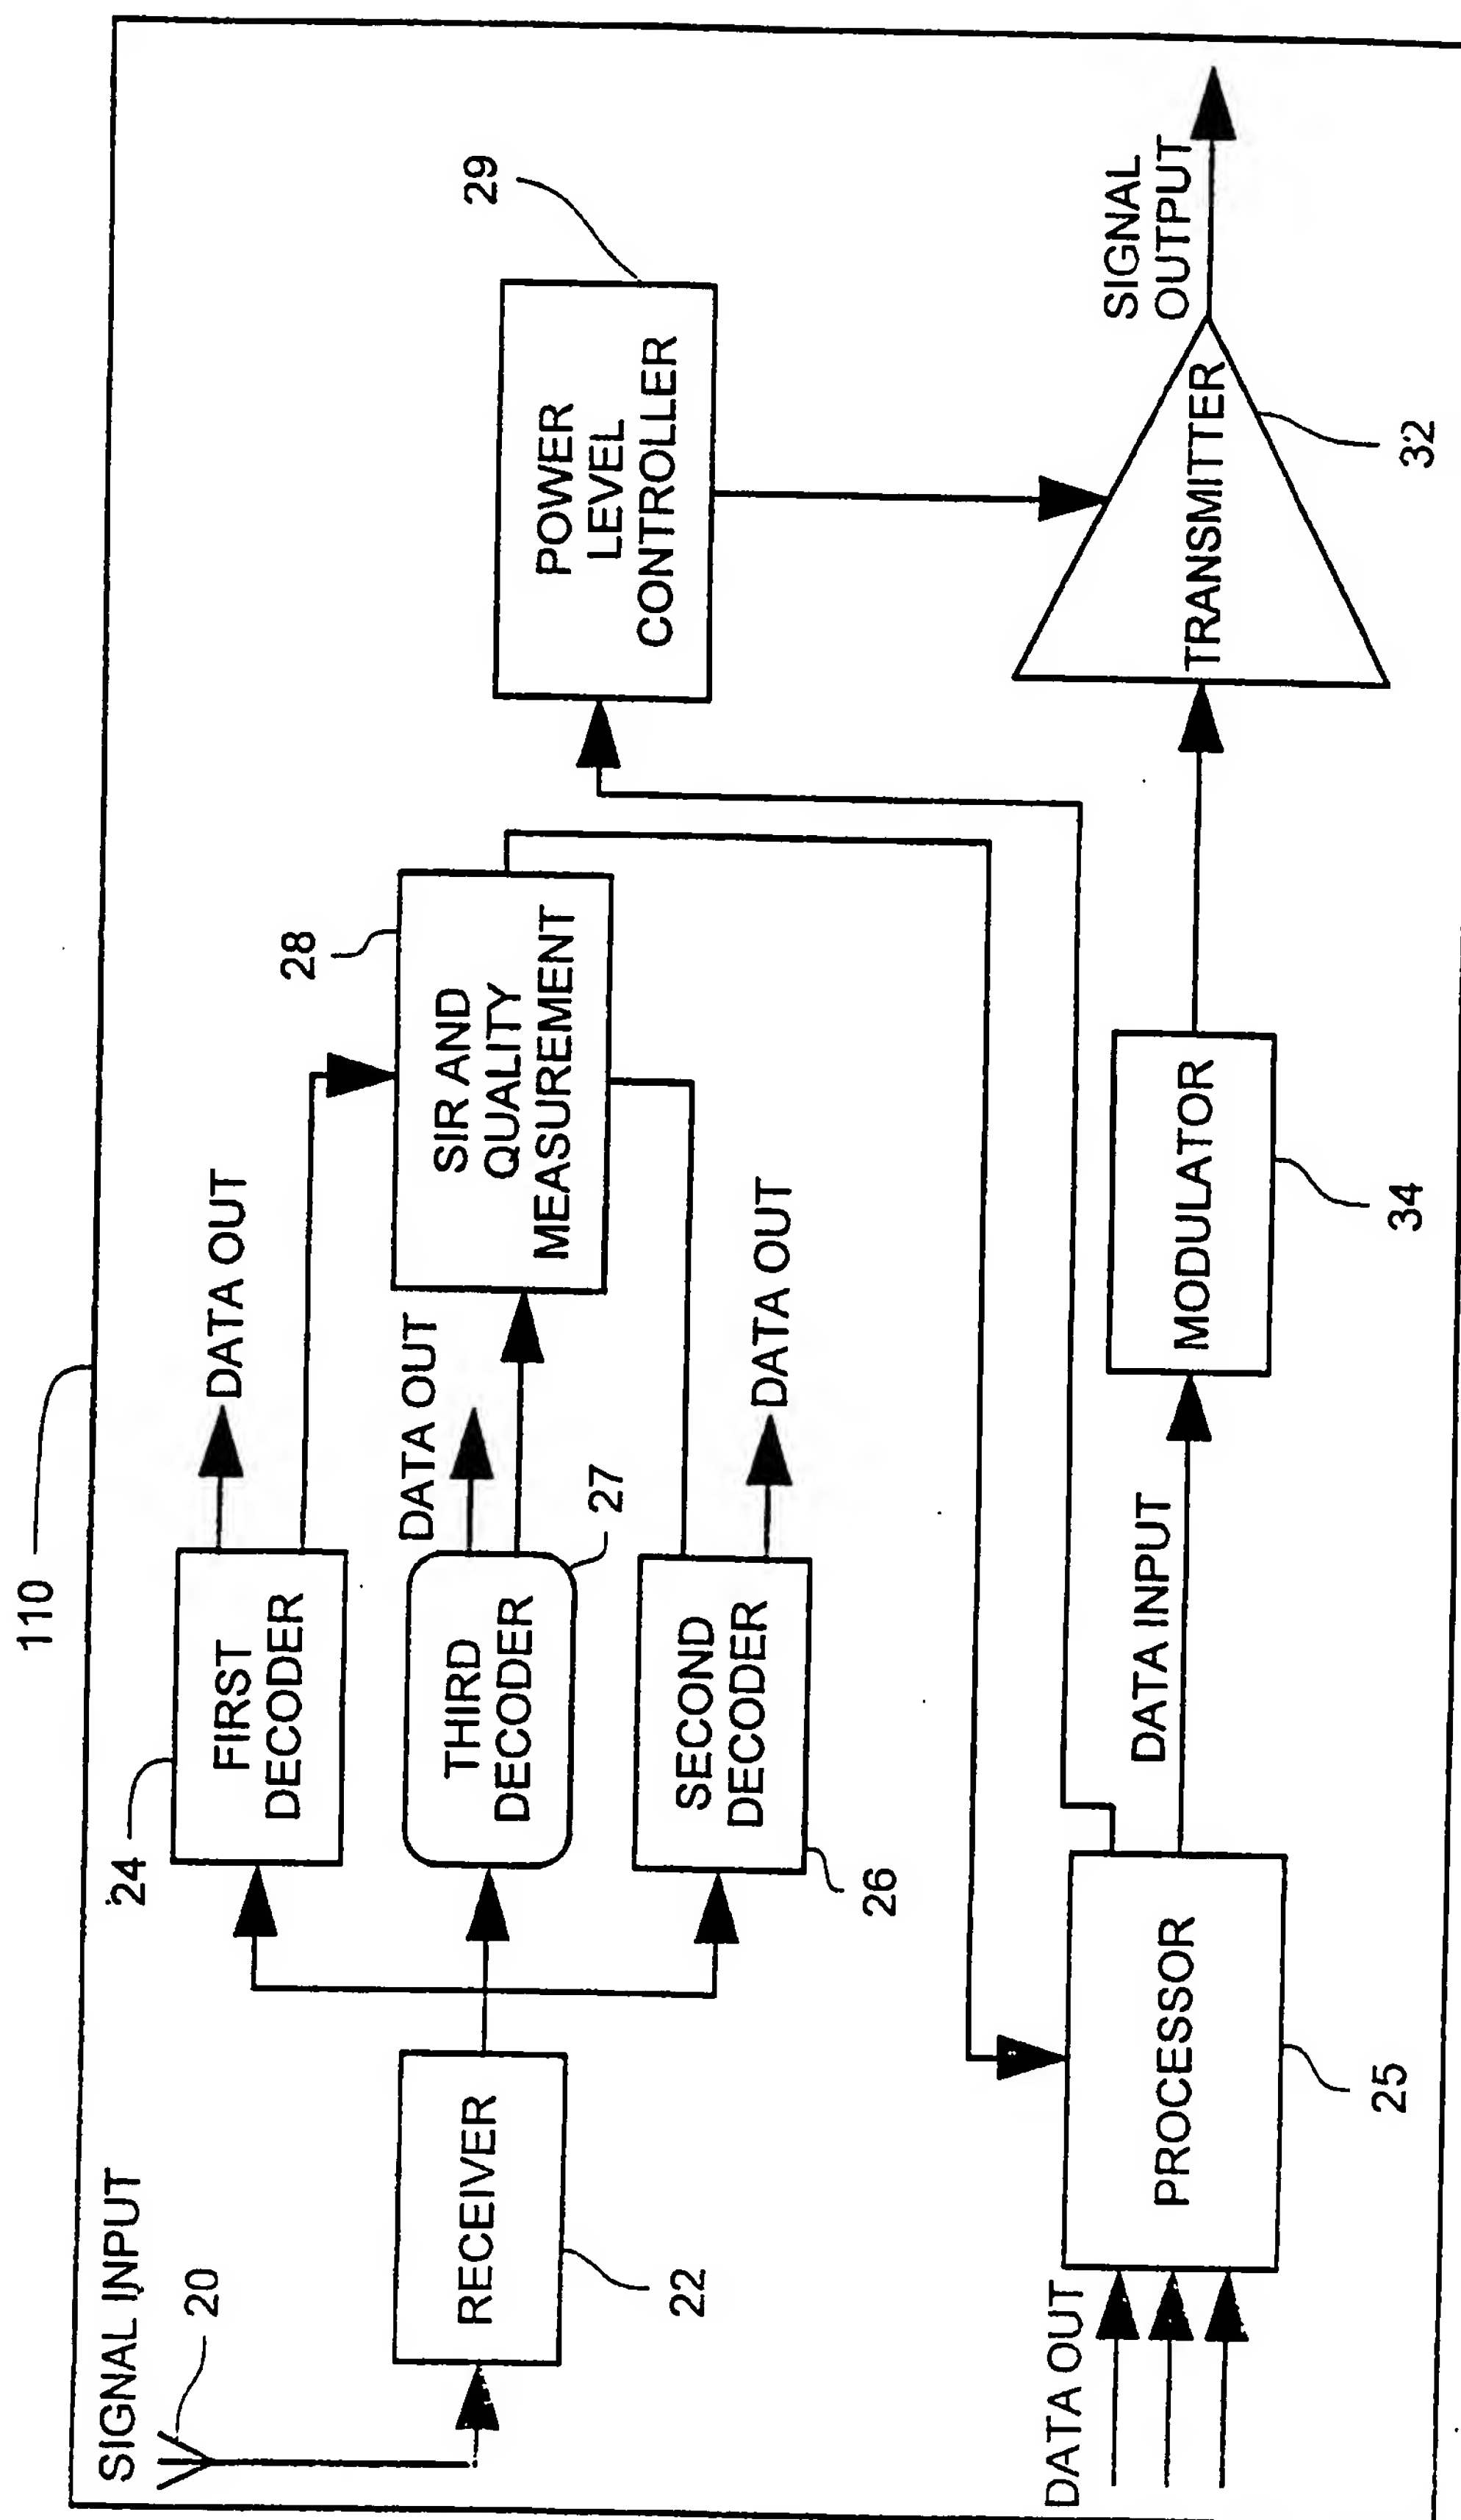 110
SIGNAL INPUT
20
RECEIVER
22
24
FIRST
DECODER
DATA OUT
THIRD
DECODER
27
DATA OUT
SECOND
DECODER
26
DATA OUT
28
SIR AND
QUALITY
MEASUREMENT
29
POWER
LEVEL
CONTROLLER
DATA OUT
PROCESSOR
25
DATA INPUT
MODULATOR
34
TRANSMITTER
32
SIGNAL
OUTPUT